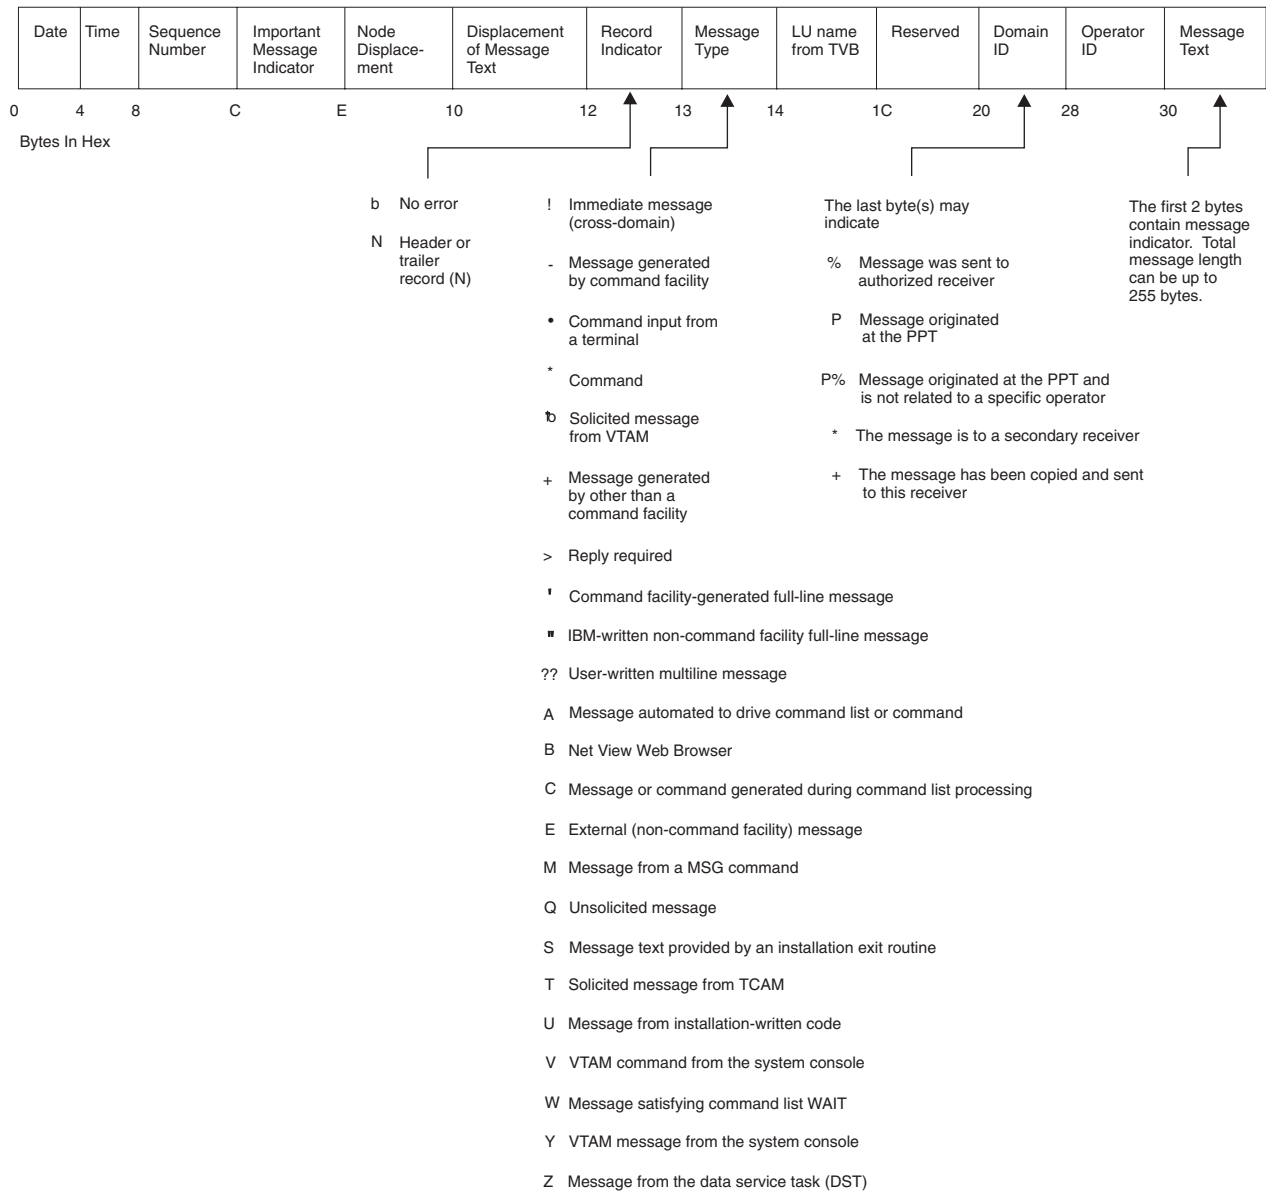 Date Time Sequence Number Important Message Indicator Node Displace-ment Displacement of Message Text Record Indicator Message Type LU name from TVB Reserved Domain ID Operator ID Message Text
0 4 8 C E 10 12 13 14 1C 20 28 30
Bytes In Hex
b No error
N Header or
trailer
record (N)
! Immediate message
(cross-domain)
- Message generated
by command facility
• Command input from
a terminal
* Command
b Solicited message
from VTAM
+ Message generated
by other than a
command facility
> Reply required
' Command facility-generated full-line message
" IBM-written non-command facility full-line message
?? User-written multiline message
A Message automated to drive command list or command
B Net View Web Browser
C Message or command generated during command list processing
E External (non-command facility) message
M Message from a MSG command
Q Unsolicited message
S Message text provided by an installation exit routine
T Solicited message from TCAM
U Message from installation-written code
V VTAM command from the system console
W Message satisfying command list WAIT
Y VTAM message from the system console
Z Message from the data service task (DST)
The last byte(s) may
indicate
% Message was sent to
authorized receiver
P Message originated
at the PPT
P% Message originated at the PPT and
is not related to a specific operator
* The message is to a secondary receiver
+ The message has been copied and sent
to this receiver
The first 2 bytes
contain message
indicator. Total
message length
can be up to
255 bytes.